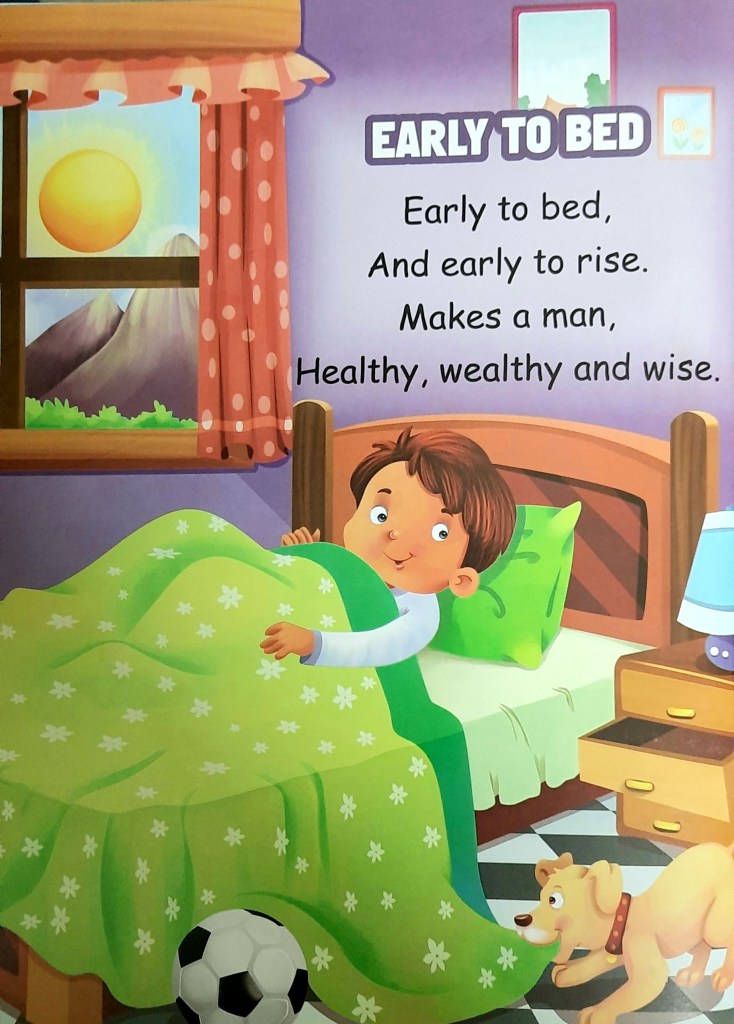 EARLY TO BED
Early to bed,
And early to rise.
Makes a man,
Healthy, wealthy and wise.